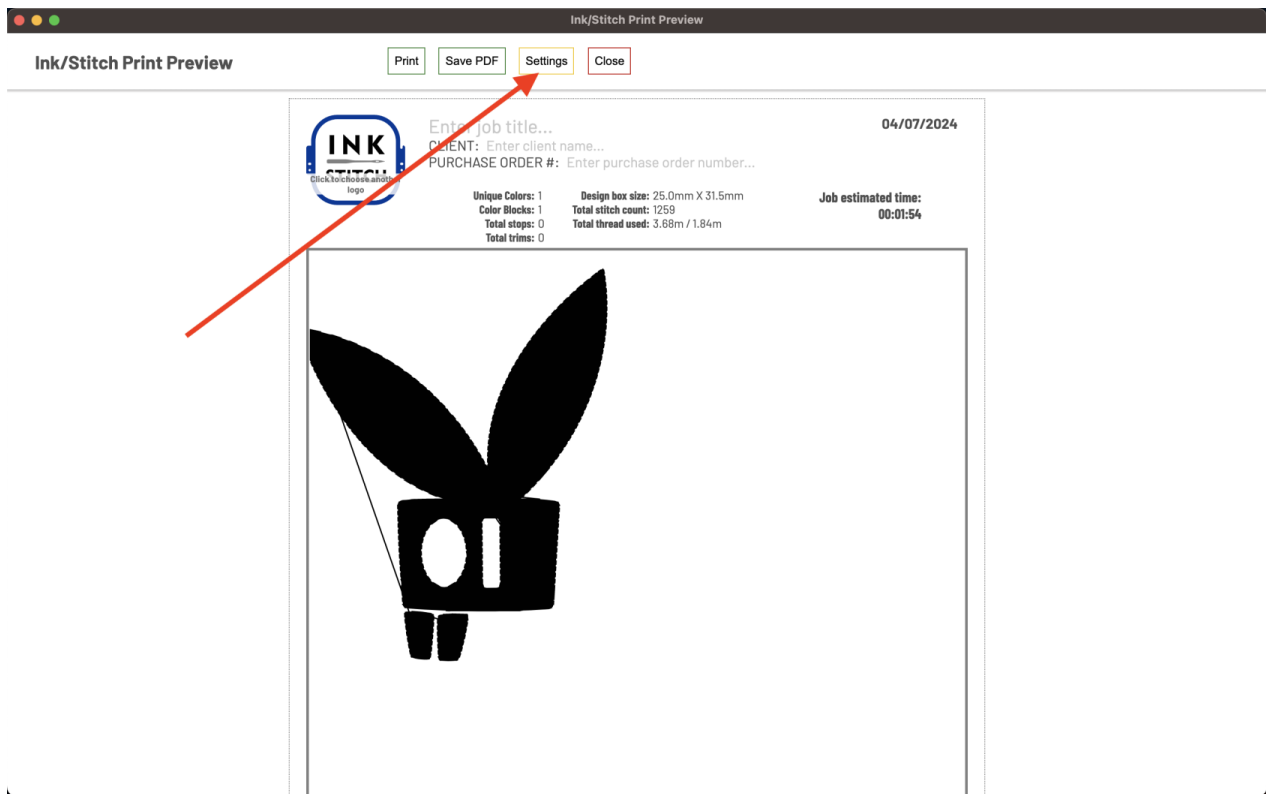 Ink/Stitch Print Preview
Ink/Stitch Print Preview
Print
Save PDF
Settings
Close
INK
STITCH
Click to choose another
logo
Enter job title...
CLIENT: Enter client name...
PURCHASE ORDER #: Enter purchase order number...
04/07/2024
Unique Colors: 1
Color Blocks: 1
Total stops: 0
Total trims: 0
Design box size: 25.0mm X 31.5mm
Total stitch count: 1259
Total thread used: 3.68m / 1.84m
Job estimated time:
00:01:54